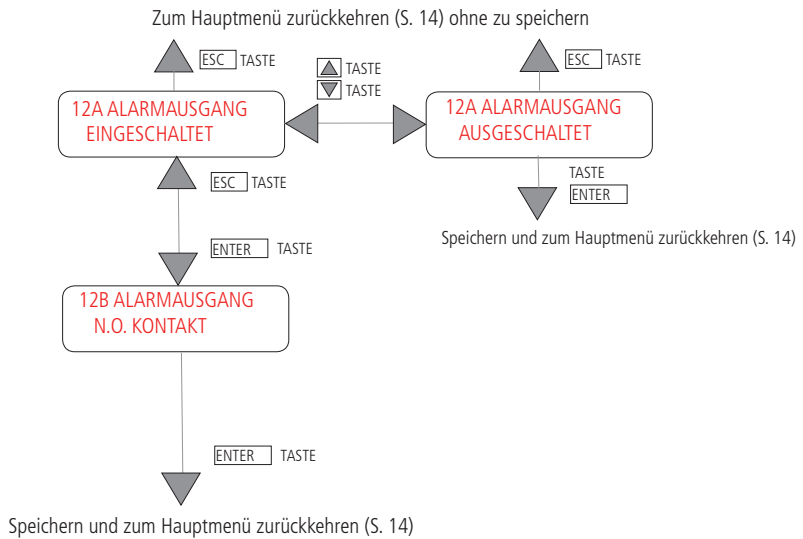 Zum Hauptmenü zurückkehren (S. 14) ohne zu speichern
ESC TASTE
TASTE
TASTE
ESC TASTE
12A ALARMAUSGANG
EINGESCHALTET
12A ALARMAUSGANG
AUSGESCHALTET
ESC TASTE
TASTE
ENTER
Speichern und zum Hauptmenü zurückkehren (S. 14)
ENTER TASTE
12B ALARMAUSGANG
N.O. KONTAKT
ENTER TASTE
Speichern und zum Hauptmenü zurückkehren (S. 14)